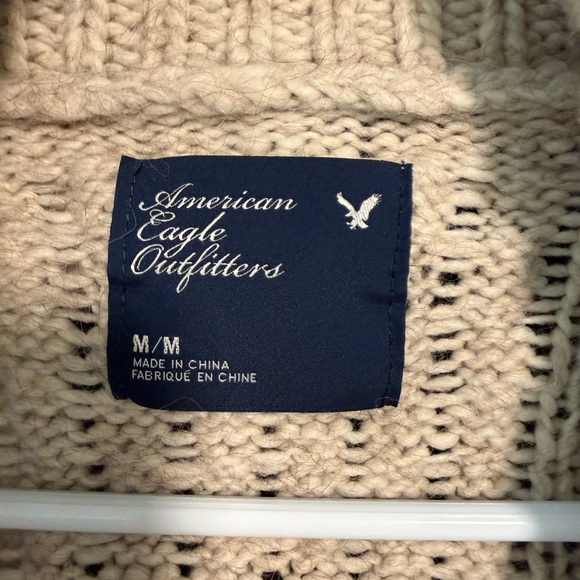 American
Eagle
Outfitters
M/M
MADE IN CHINA
FABRIQUÉ EN CHINE